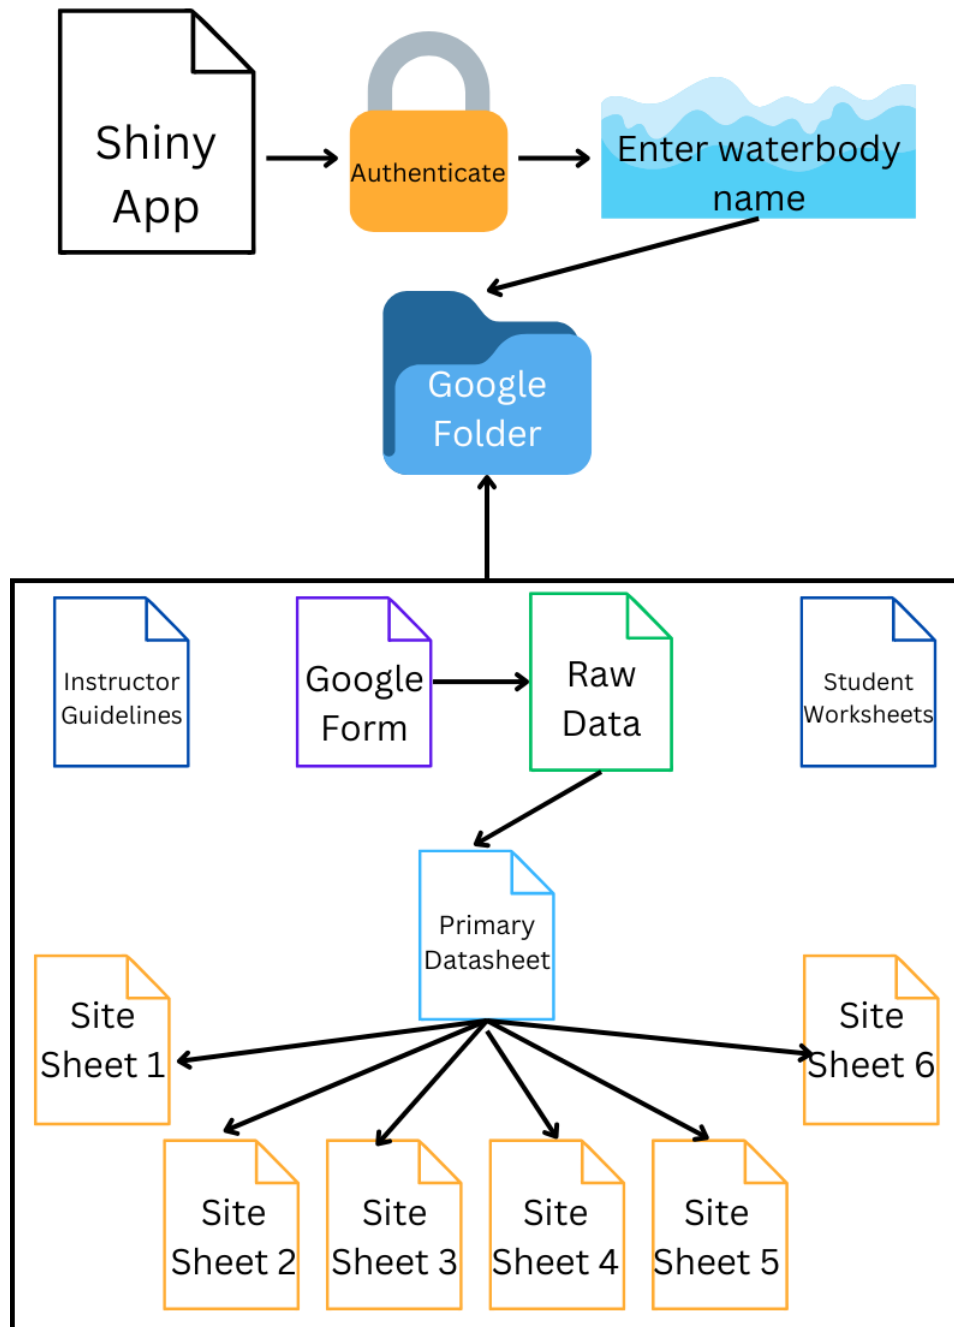 Shiny
App
Authenticate
Enter waterbody
name
Google
Folder
Instructor
Guidelines
Google
Form
Raw
Data
Student
Worksheets
Primary
Datasheet
Site
Sheet 1
Site
Sheet 6
Site
Sheet 2
Site
Sheet 3
Site
Sheet 4
Site
Sheet 5